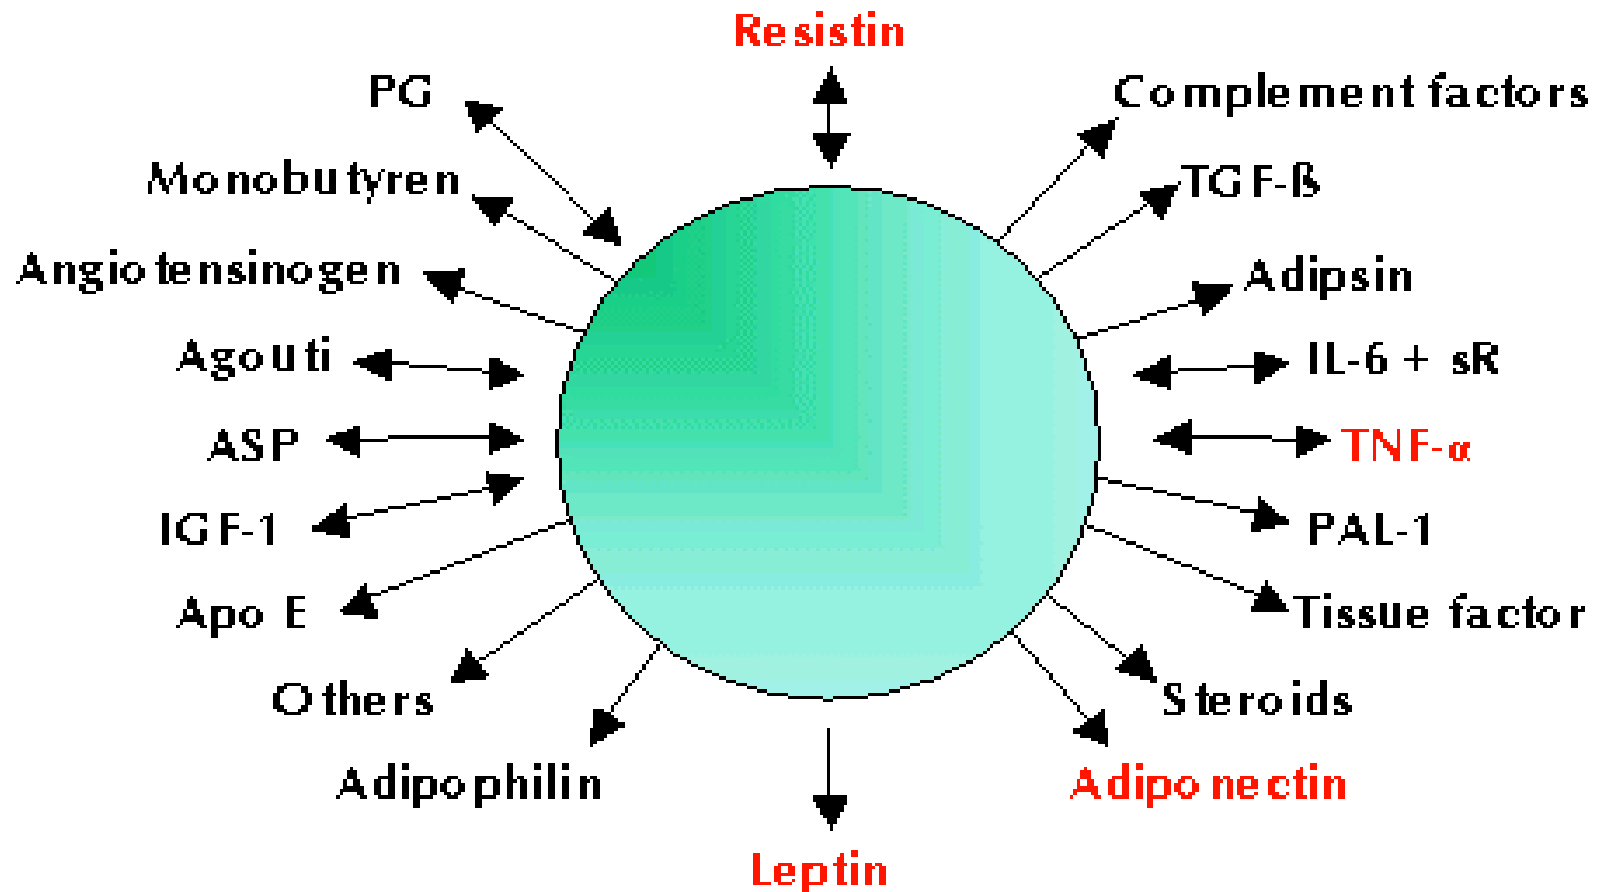 Resistin
PG
Complement factors
Monobutyren
TGF-ß
Angiotensinogen
Adipsin
Agouti
IL-6 + sR
ASP
TNF-α
IGF-1
PAL-1
Apo E
Tissue factor
Others
Steroids
Adipophilin
Adiponectin
Leptin